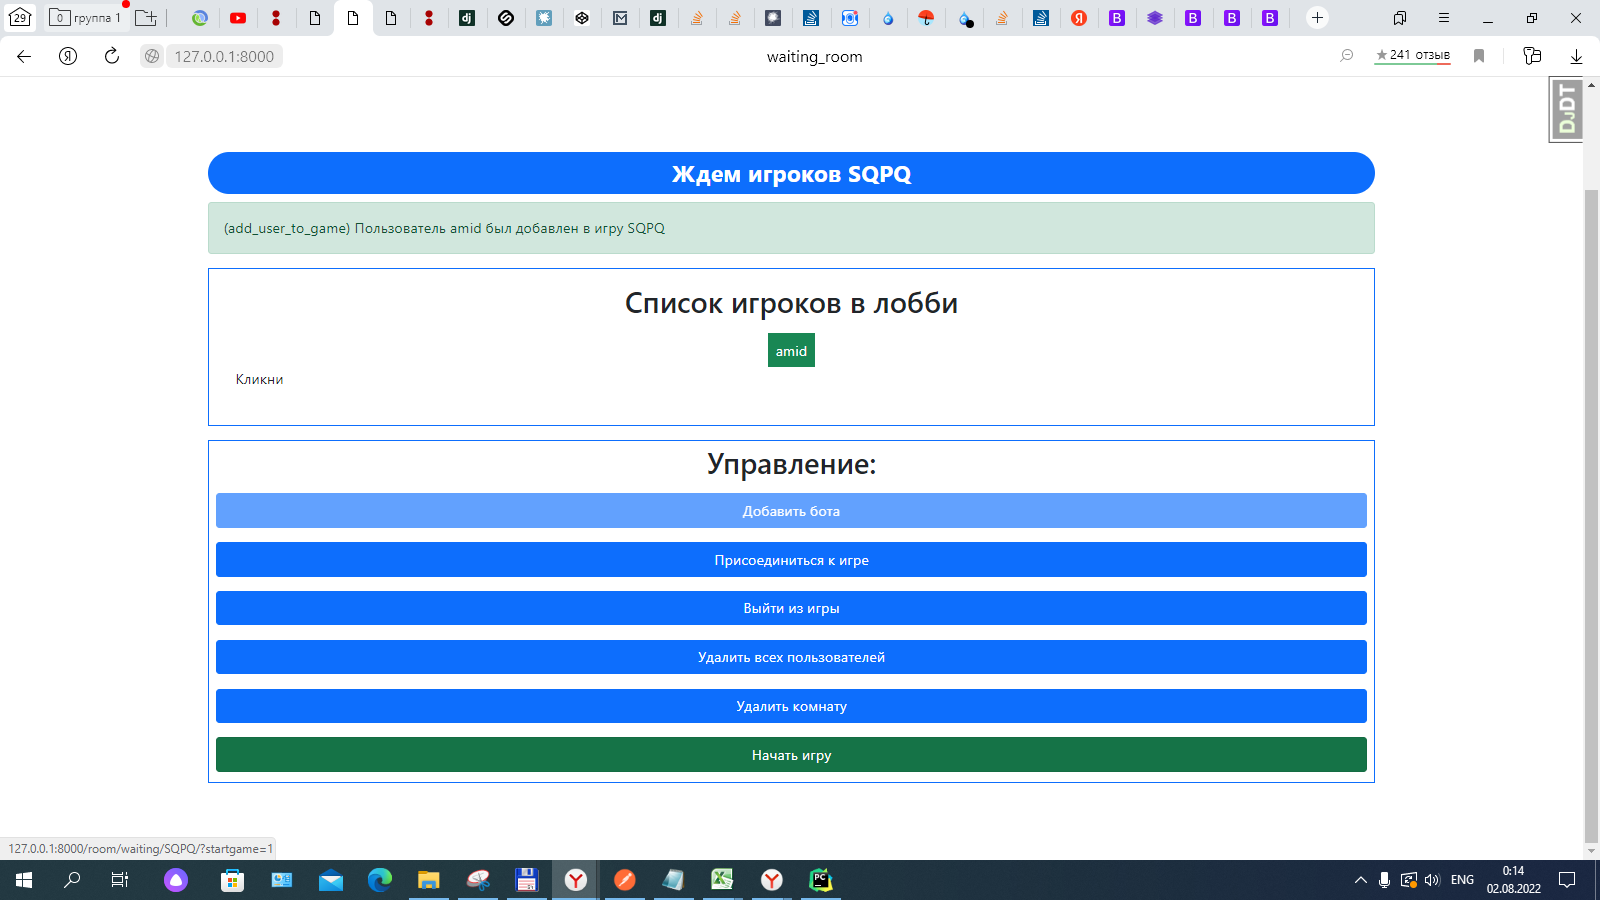 29
0 группа 1
127.0.0.1:8000
waiting_room
★241 отзыв
DJDT
Ждем игроков SQPQ
(add_user_to_game) Пользователь amid был добавлен в игру SQPQ
Список игроков в лобби
amid
Кликни
Управление:
Добавить бота
Присоединиться к игре
Выйти из игры
Удалить всех пользователей
Удалить комнату
Начать игру
127.0.0.1:8000/room/waiting/SQPQ/?startgame=1
ENG
0:14
02.08.2022